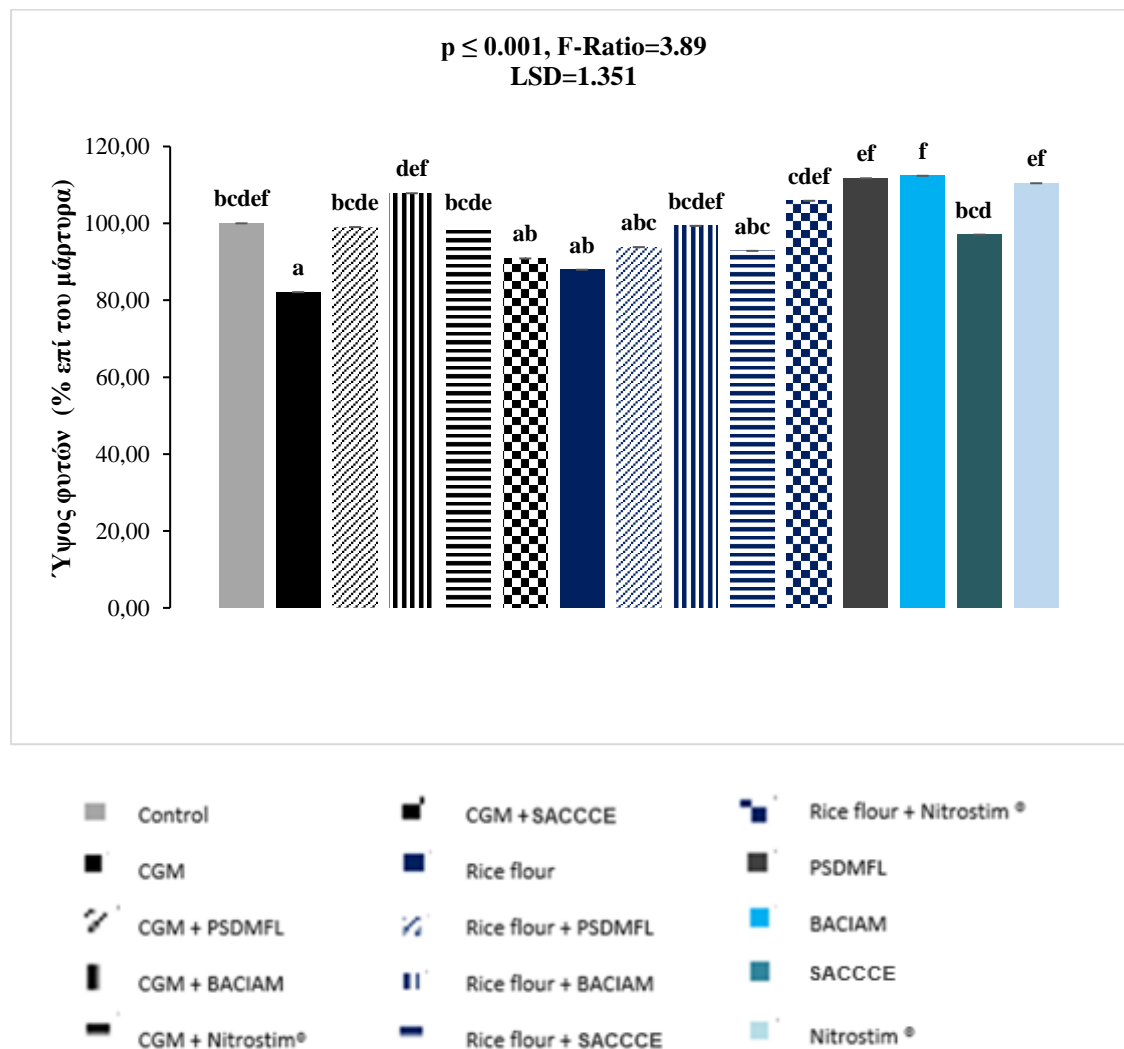 p ≤ 0.001, F-Ratio=3.89
LSD=1.351
Ύψος φυτών (% επί του μάρτυρα)
120,00
100,00
80,00
60,00
40,00
20,00
0,00
bcdef
a
bcde
def
bcde
ab
ab
abc
bcdef
abc
cdef
ef
f
bcd
ef
Control
CGM
CGM + PSDMFL
CGM + BACIAM
CGM + Nitrostim®
CGM +SACCCE
Rice flour
Rice flour + PSDMFL
Rice flour + BACIAM
Rice flour + SACCCE
Rice flour + Nitrostim ®
PSDMFL
BACIAM
SACCCE
Nitrostim ®